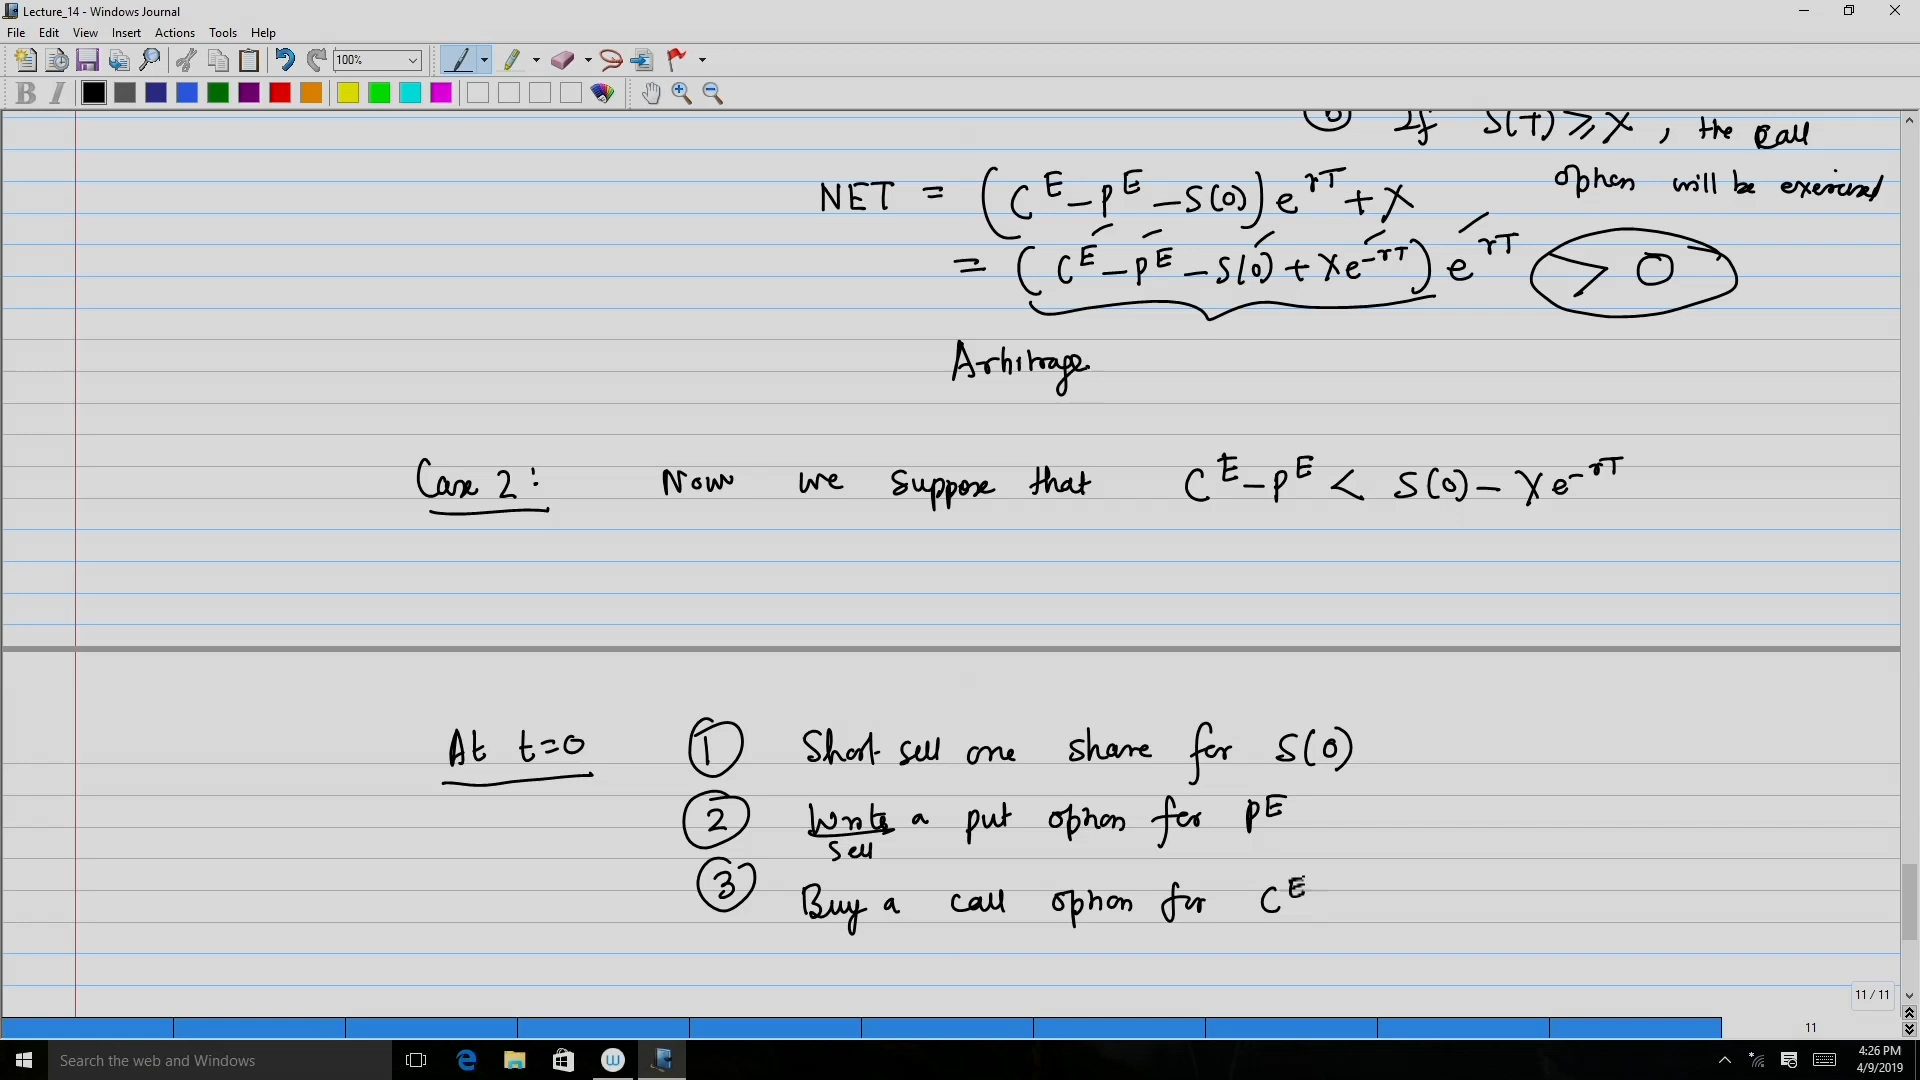 Lecture_14 - Windows Journal
File Edit View Insert Actions Tools Help
100%
B I
⑥ If S(T) ≥ X, the call
option will be exercised
NET = (C^E - P^E - S(0)) e^{rT} + X
= (C^E - P^E - S(0) + Xe^{-rT}) e^{rT} > 0
Arbitrage
Case 2: Now we suppose that C^E - P^E < S(0) - Xe^{-rT}
At t=0 ① Short sell one share for S(0)
② Write a put option for P^E
Sell
③ Buy a call option for C^E
11 / 11
11
Search the web and Windows
4:26 PM
4/9/2019